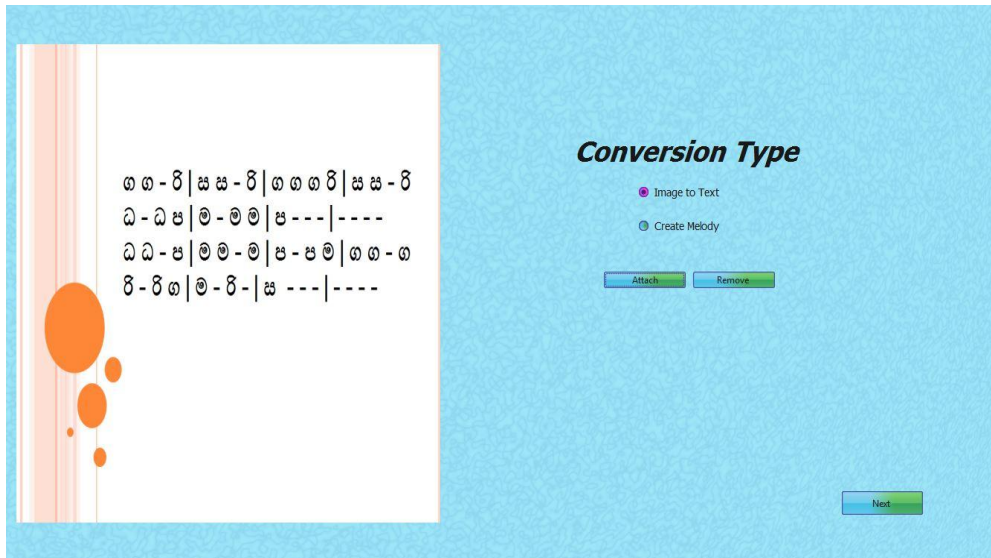 ග ග - රි | ස ස - රි | ග ග ග රි | ස ස - රි
ධ - ධ ප | ම - ම ම | ප - - - | - - - -
ධ ධ - ප | ම ම - ම | ප - ප ම | ග ග - ග
රි - රි ග | ම - රි - | ස - - - | - - - -
Conversion Type
Image to Text
Create Melody
Attach Remove
Next